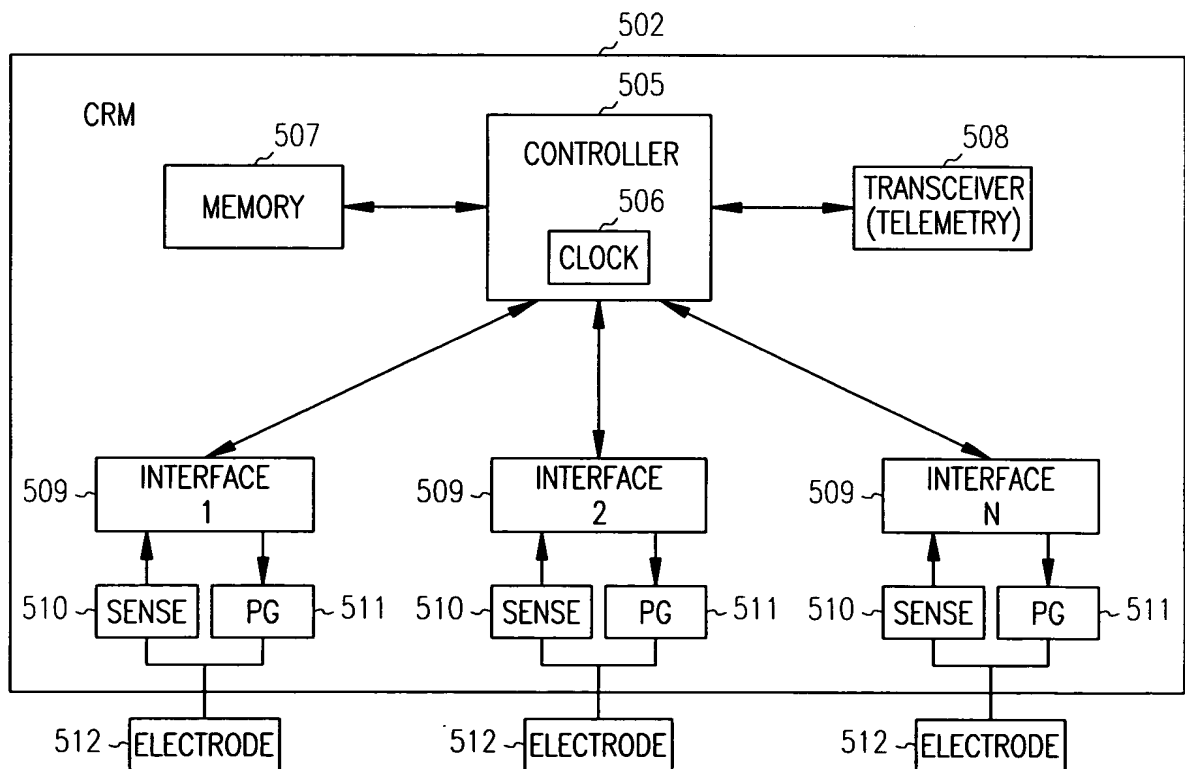 502
CRM
505
CONTROLLER
507
MEMORY
508
TRANSCEIVER
(TELEMETRY)
506
CLOCK
509
INTERFACE
1
509
INTERFACE
2
509
INTERFACE
N
510
SENSE
PG
511
510
SENSE
PG
511
510
SENSE
PG
511
512
ELECTRODE
512
ELECTRODE
512
ELECTRODE